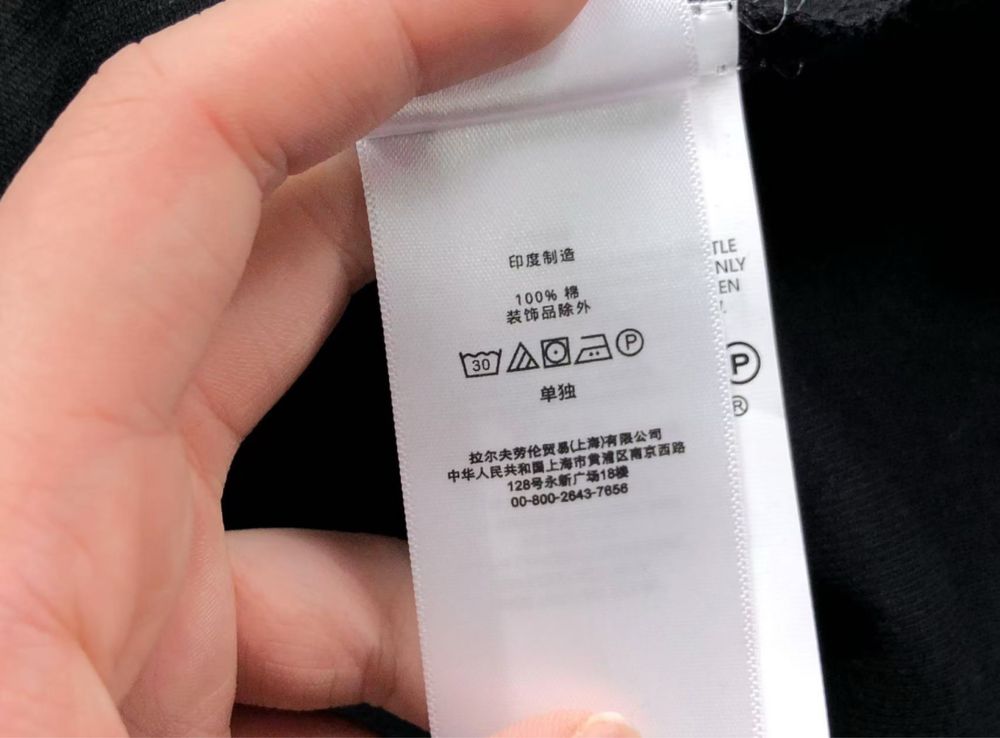 印度制造
100% 棉
装饰品除外
30 P
单独
拉尔夫劳伦贸易(上海)有限公司
中华人民共和国上海市黄浦区南京西路
128号永新广场18楼
00-800-2643-7656
TLE
NLY
EN
P
®